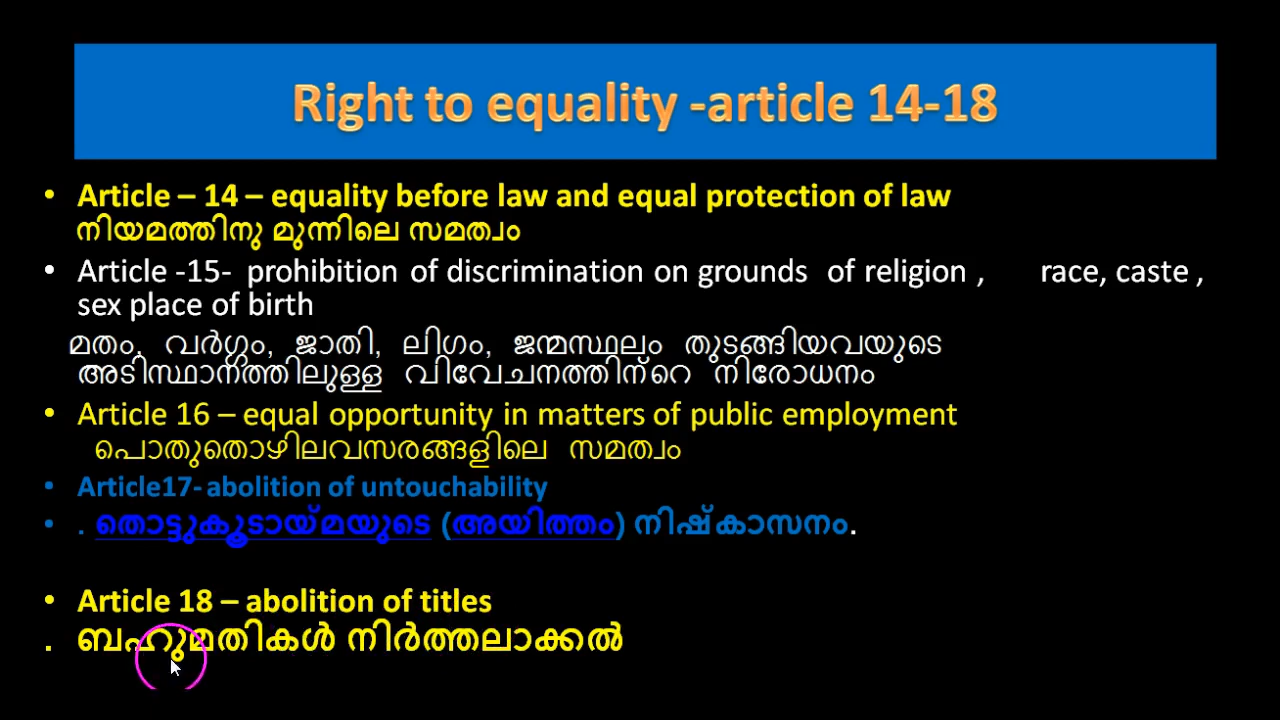 Right to equality -article 14-18
• Article – 14 – equality before law and equal protection of law
നിയമത്തിനു മുന്നിലെ സമത്വം
• Article -15- prohibition of discrimination on grounds of religion , race, caste ,
sex place of birth
മതം, വർഗ്ഗം, ജാതി, ലിഗം, ജന്മസ്ഥലം തുടങ്ങിയവയുടെ
അടിസ്ഥാനത്തിലുള്ള വിവേചനത്തിന്റെ നിരോധനം
• Article 16 – equal opportunity in matters of public employment
പൊതുതൊഴിലവസരങ്ങളിലെ സമത്വം
• Article17- abolition of untouchability
• . തൊട്ടുകൂടായ്മയുടെ (അയിത്തം) നിഷ്കാസനം.
• Article 18 – abolition of titles
. ബഹുമതികൾ നിർത്തലാക്കൽ